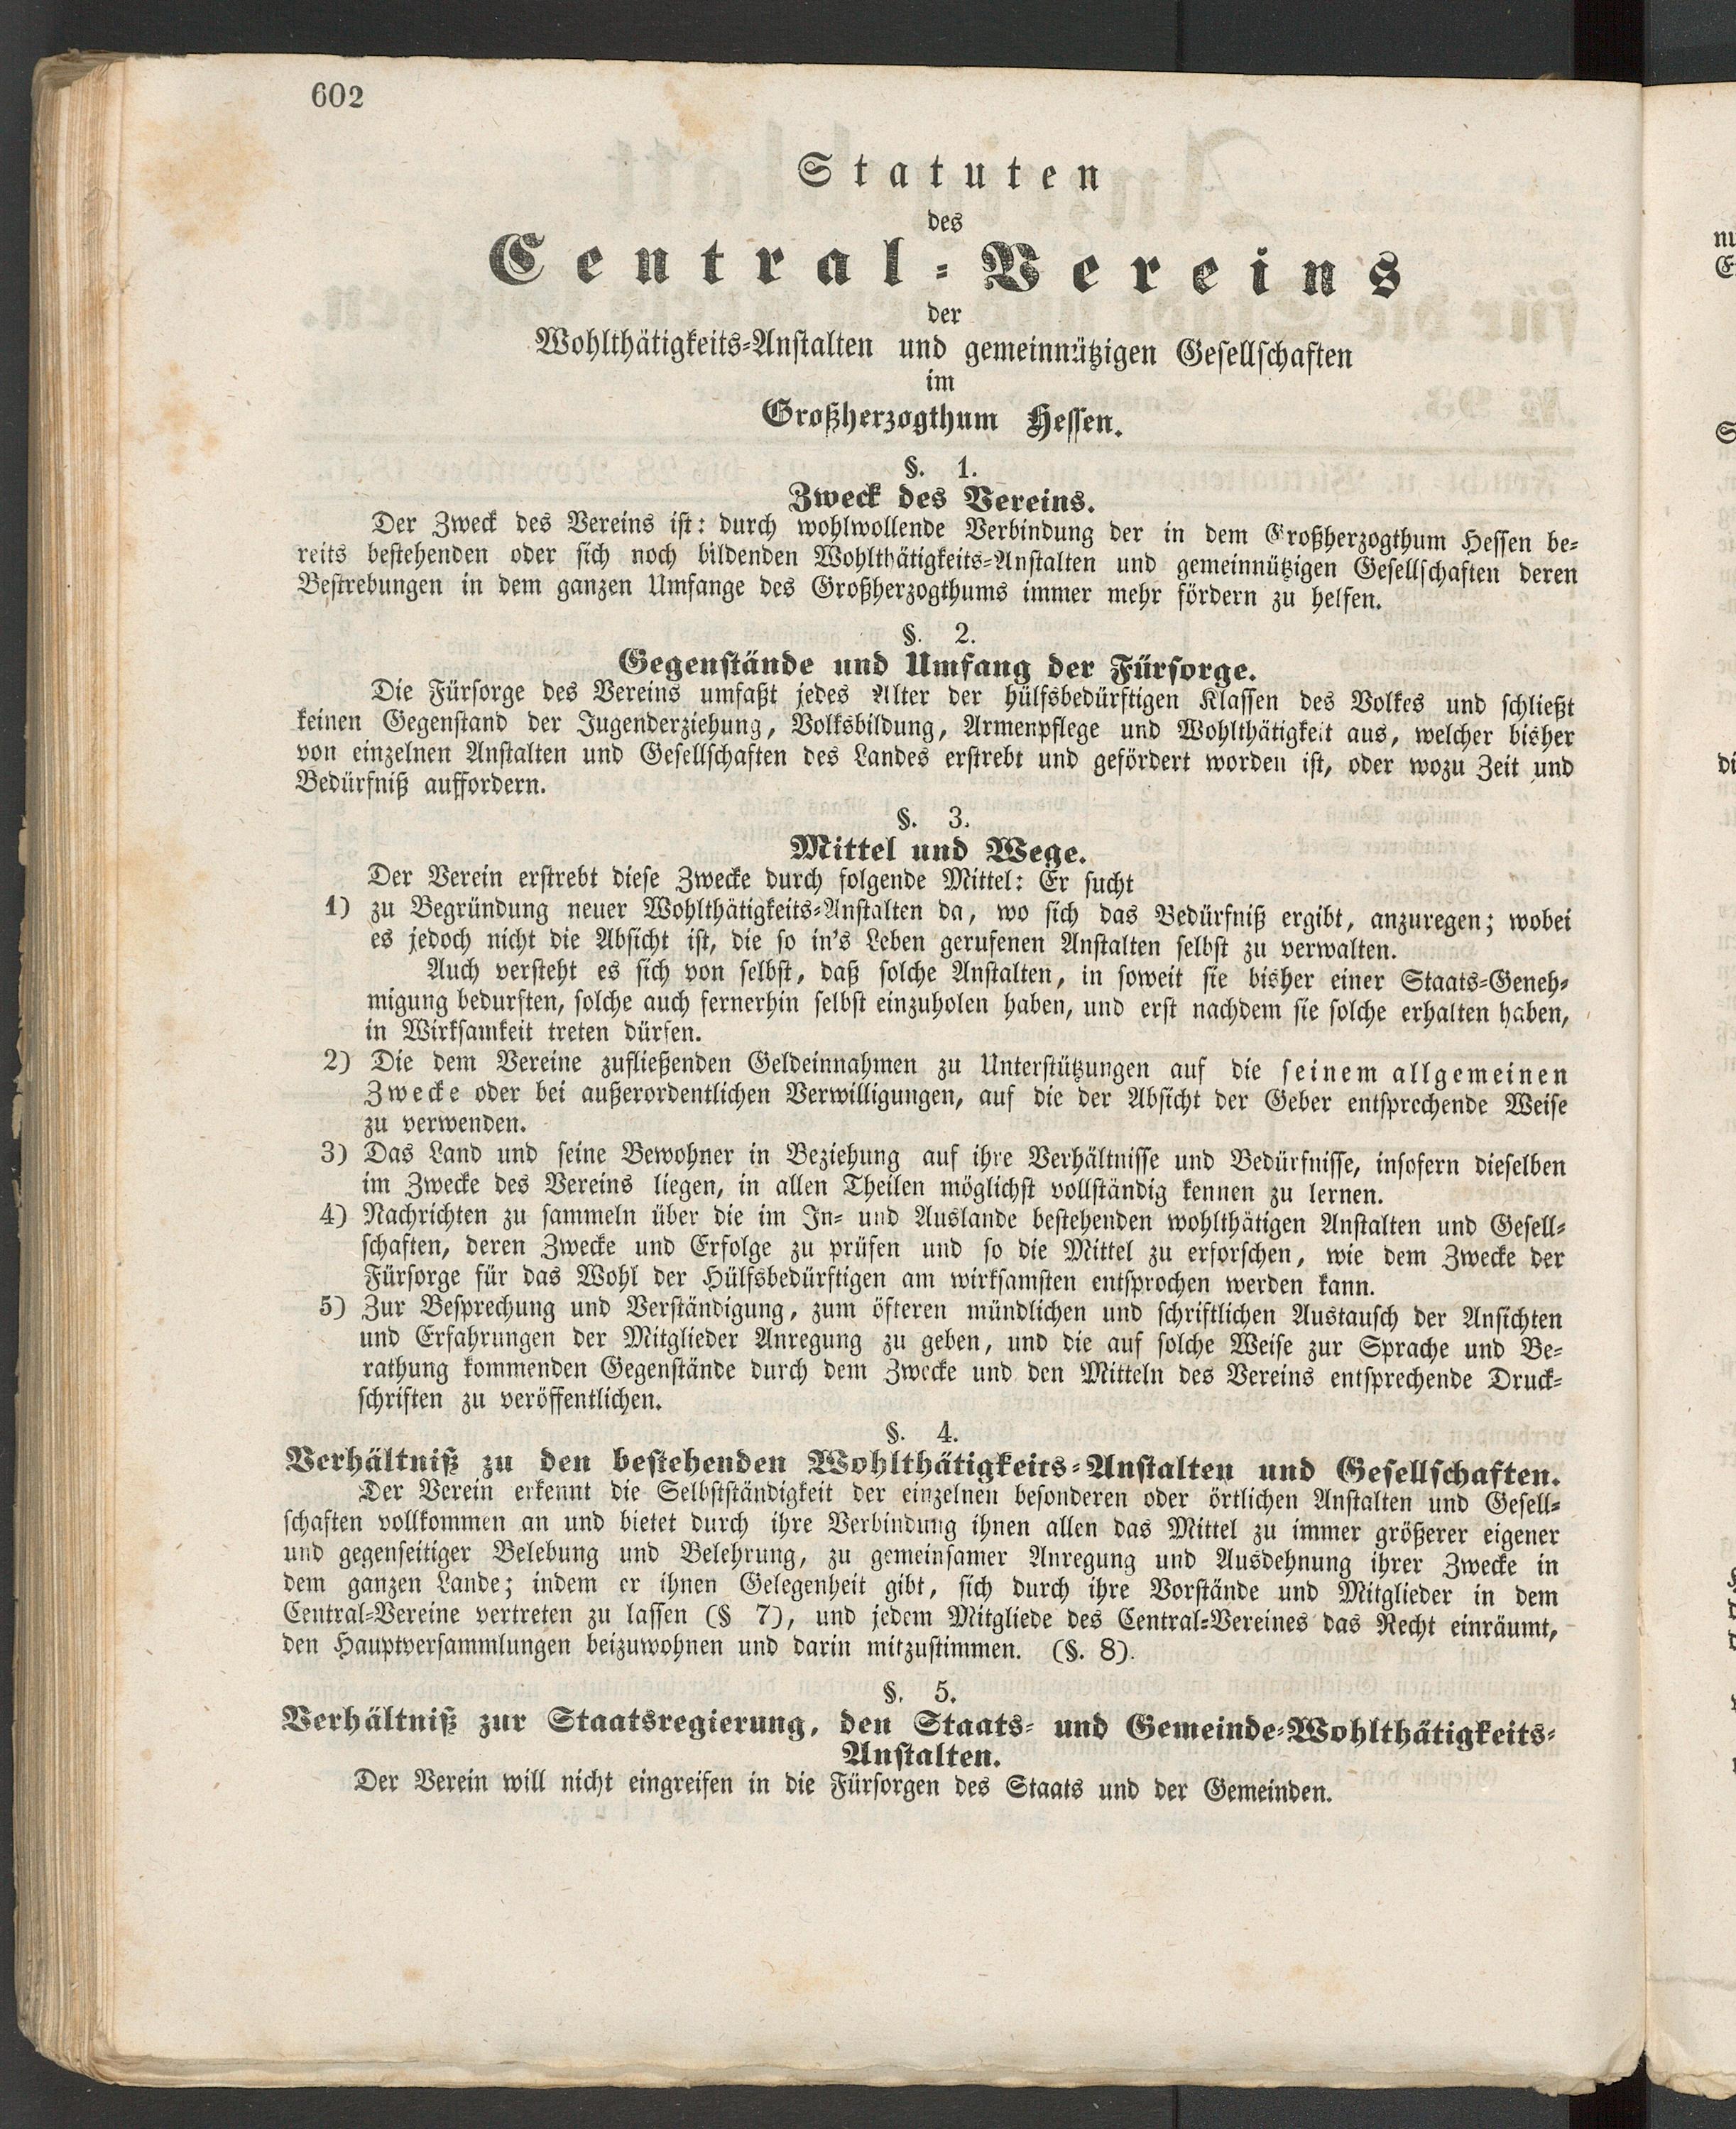 602
Statuten
des
Central-Vereins
der
Wohlthätigkeits-Anstalten und gemeinnützigen Gesellschaften
im
Großherzogthum Hessen.
§. 1.
Zweck des Vereins.
Der Zweck des Vereins ist: durch wohlwollende Verbindung der in dem Großherzogthum Hessen be-
reits bestehenden oder sich noch bildenden Wohlthätigkeits-Anstalten und gemeinnützigen Gesellschaften deren
Bestrebungen in dem ganzen Umfange des Großherzogthums immer mehr fördern zu helfen.
§. 2.
Gegenstände und Umfang der Fürsorge.
Die Fürsorge des Vereins umfaßt jedes Alter der hülfsbedürftigen Klassen des Volkes und schließt
keinen Gegenstand der Jugenderziehung, Volksbildung, Armenpflege und Wohlthätigkeit aus, welcher bisher
von einzelnen Anstalten und Gesellschaften des Landes erstrebt und gefördert worden ist, oder wozu Zeit und
Bedürfniß auffordern.
§. 3.
Mittel und Wege.
Der Verein erstrebt diese Zwecke durch folgende Mittel: Er sucht
1) zu Begründung neuer Wohlthätigkeits-Anstalten da, wo sich das Bedürfniß ergibt, anzuregen; wobei
es jedoch nicht die Absicht ist, die so in's Leben gerufenen Anstalten selbst zu verwalten.
Auch versteht es sich von selbst, daß solche Anstalten, in soweit sie bisher einer Staats-Geneh-
migung bedurften, solche auch fernerhin selbst einzuholen haben, und erst nachdem sie solche erhalten haben,
in Wirksamkeit treten dürfen.
2) Die dem Vereine zufließenden Geldeinnahmen zu Unterstützungen auf die seinem allgemeinen
Zwecke oder bei außerordentlichen Verwilligungen, auf die der Absicht der Geber entsprechende Weise
zu verwenden.
3) Das Land und seine Bewohner in Beziehung auf ihre Verhältnisse und Bedürfnisse, insofern dieselben
im Zwecke des Vereins liegen, in allen Theilen möglichst vollständig kennen zu lernen.
4) Nachrichten zu sammeln über die im In- und Auslande bestehenden wohlthätigen Anstalten und Gesell-
schaften, deren Zwecke und Erfolge zu prüfen und so die Mittel zu erforschen, wie dem Zwecke der
Fürsorge für das Wohl der Hülfsbedürftigen am wirksamsten entsprochen werden kann.
5) Zur Besprechung und Verständigung, zum öfteren mündlichen und schriftlichen Austausch der Ansichten
und Erfahrungen der Mitglieder Anregung zu geben, und die auf solche Weise zur Sprache und Be-
rathung kommenden Gegenstände durch dem Zwecke und den Mitteln des Vereins entsprechende Druck-
schriften zu veröffentlichen.
§. 4.
Verhältniß zu den bestehenden Wohlthätigkeits-Anstalten und Gesellschaften.
Der Verein erkennt die Selbstständigkeit der einzelnen besonderen oder örtlichen Anstalten und Gesell-
schaften vollkommen an und bietet durch ihre Verbindung ihnen allen das Mittel zu immer größerer eigener
und gegenseitiger Belebung und Belehrung, zu gemeinsamer Anregung und Ausdehnung ihrer Zwecke in
dem ganzen Lande; indem er ihnen Gelegenheit gibt, sich durch ihre Vorstände und Mitglieder in dem
Central-Vereine vertreten zu lassen (§ 7), und jedem Mitgliede des Central-Vereines das Recht einräumt,
den Hauptversammlungen beizuwohnen und darin mitzustimmen. (§. 8).
§. 5.
Verhältniß zur Staatsregierung, den Staats- und Gemeinde-Wohlthätigkeits-
Anstalten.
Der Verein will nicht eingreifen in die Fürsorgen des Staats und der Gemeinden.